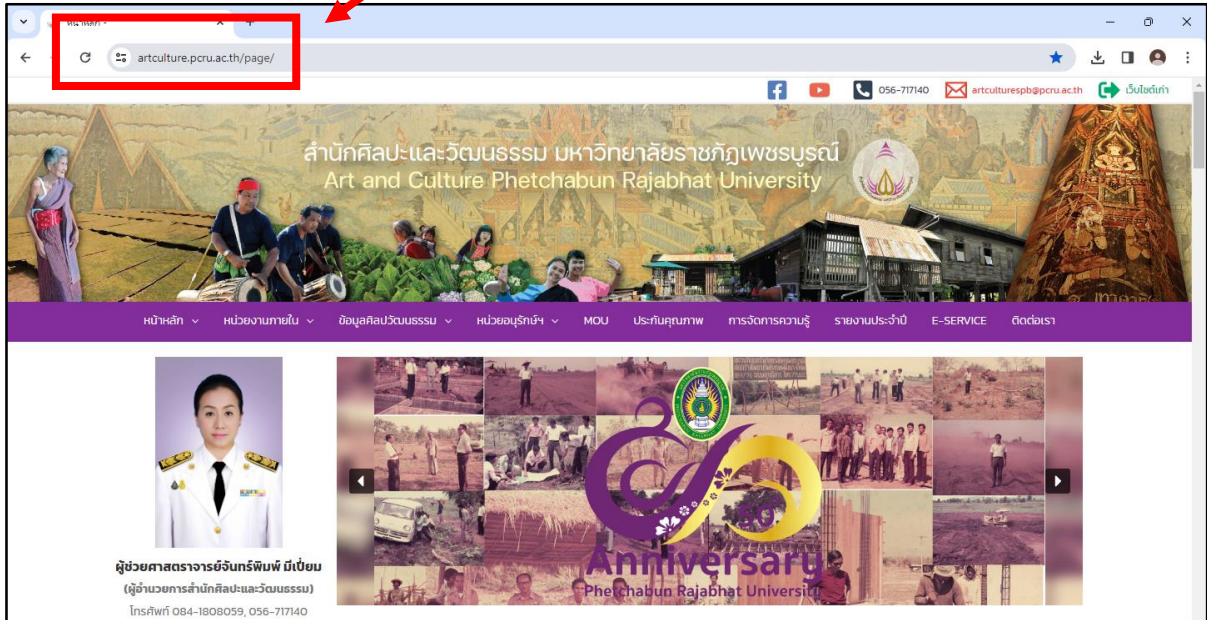 หน้าหลัก -
artculture.pcru.ac.th/page/
056-717140 artculturespb@pcru.ac.th เว็บไซต์เก่า
สำนักศิลปะและวัฒนธรรม มหาวิทยาลัยราชภัฏเพชรบูรณ์
Art and Culture Phetchabun Rajabhat University
หน้าหลัก หน่วยงานภายใน ข้อมูลศิลปวัฒนธรรม หน่วยอนุรักษ์ฯ MOU ประกันคุณภาพ การจัดการความรู้ รายงานประจำปี E-SERVICE ติดต่อเรา
50
Anniversary
Phetchabun Rajabhat University
ผู้ช่วยศาสตราจารย์จันทร์พิมพ์ มีเปี่ยม
(ผู้อำนวยการสำนักศิลปะและวัฒนธรรม)
โทรศัพท์ 084-1808059, 056-717140